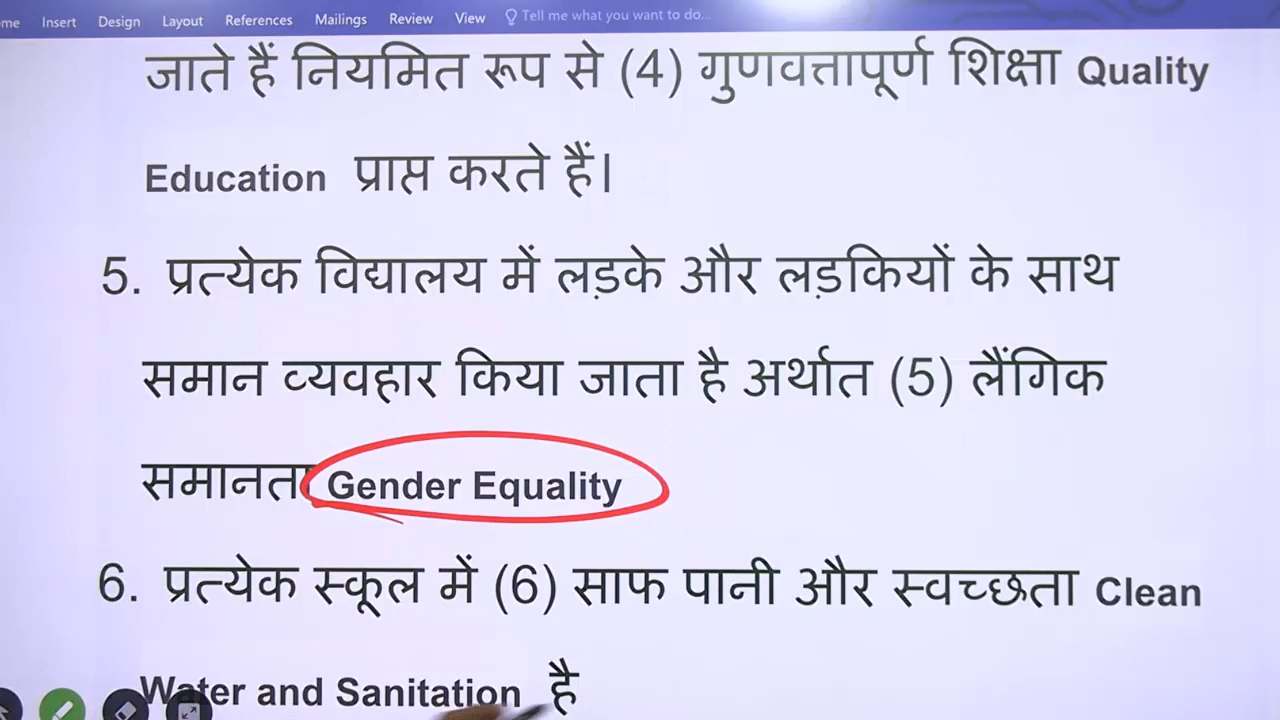 Insert Design Layout References Mailings Review View Tell me what you want to do...
जाते हैं नियमित रूप से (4) गुणवत्तापूर्ण शिक्षा Quality
Education प्राप्त करते हैं।
5. प्रत्येक विद्यालय में लड़के और लड़कियों के साथ
समान व्यवहार किया जाता है अर्थात (5) लैंगिक
समानता Gender Equality
6. प्रत्येक स्कूल में (6) साफ पानी और स्वच्छता Clean
Water and Sanitation है